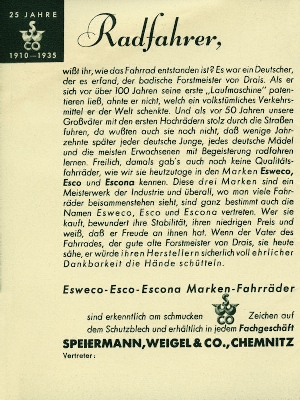 25 JAHRE
SWCO
1910–1935
Radfahrer,
wißt ihr, wie das Fahrrad entstanden ist? Es war ein Deutscher,
der es erfand, der badische Forstmeister von Drais. Als er
sich vor über 100 Jahren seine erste „Laufmaschine" paten-
tieren ließ, ahnte er nicht, welch ein volkstümliches Verkehrs-
mittel er der Welt schenkte. Und als vor 50 Jahren unsere
Großväter mit den ersten Hochrädern stolz durch die Straßen
fuhren, da wußten auch sie noch nicht, daß wenige Jahr-
zehnte später jeder deutsche Junge, jedes deutsche Mädel
und die meisten Erwachsenen mit Begeisterung radfahren
lernen. Freilich, damals gab's auch noch keine Qualitäts-
fahrräder, wie wir sie heutzutage in den Marken Esweco,
Esco und Escona kennen. Diese drei Marken sind ein
Meisterwerk der Industrie und überall, wo man viele Fahr-
räder beisammenstehen sieht, sind ganz bestimmt auch die
Namen Esweco, Esco und Escona vertreten. Wer sie
kauft, bewundert ihre Stabilität, ihren niedrigen Preis und
weiß, daß er Freude an ihnen hat. Wenn der Vater des
Fahrrades, der gute alte Forstmeister von Drais, sie heute
sähe, er würde ihren Herstellern sicherlich voll ehrlicher
Dankbarkeit die Hände schütteln.
Esweco-Esco-Escona Marken-Fahrräder
sind erkenntlich am schmucken SWCO Zeichen auf
dem Schutzblech und erhältlich in jedem Fachgeschäft
SPEIERMANN, WEIGEL & CO., CHEMNITZ
Vertreter: